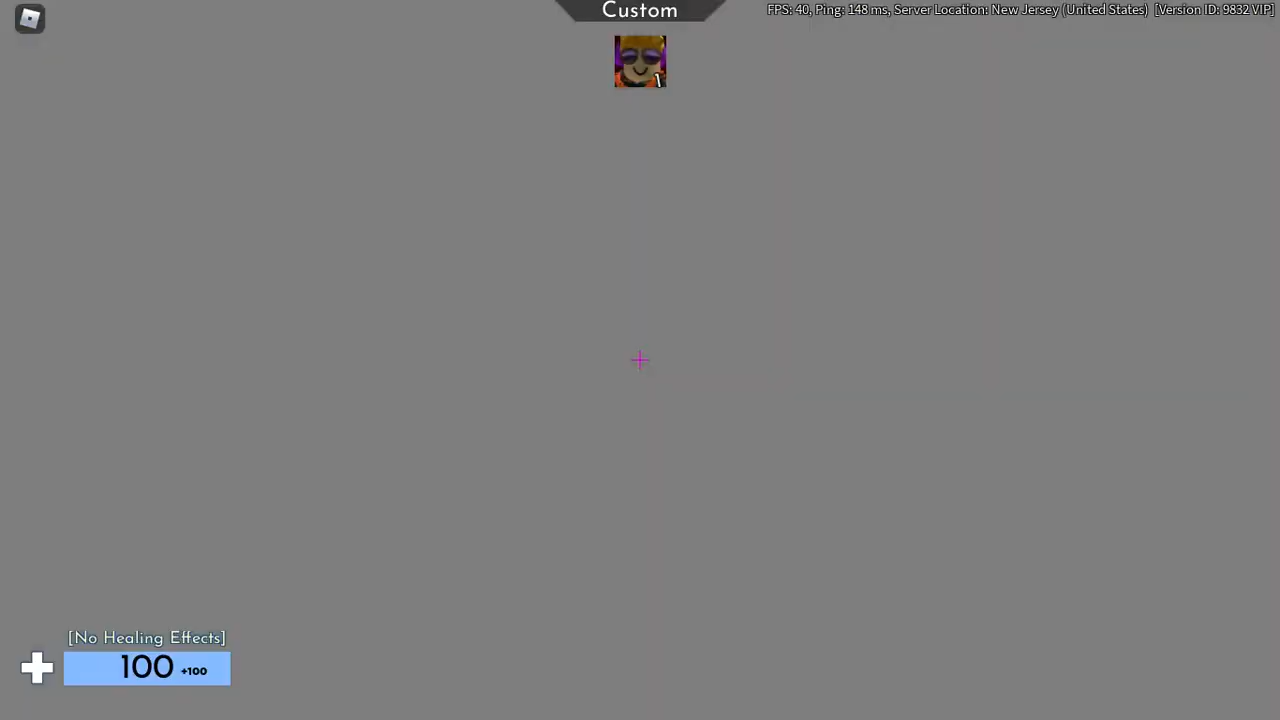 Custom
FPS: 40, Ping: 148 ms, Server Location: New Jersey (United States) [Version ID: 9832 VIP]
1
[No Healing Effects]
100 +100